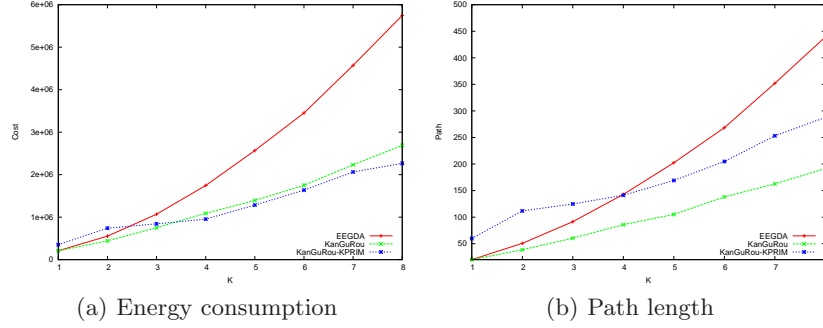 6e+06
5e+06
4e+06
3e+06
2e+06
1e+06
0
Cost
1 2 3 4 5 6 7 8
K
EEGDA
KanGuRou
KanGuRou-KPRIM
(a) Energy consumption
450
400
350
300
250
200
150
100
50
Path
1 2 3 4 5 6 7
K
EEGDA
KanGuRou
KanGuRou-KPRIM
(b) Path length